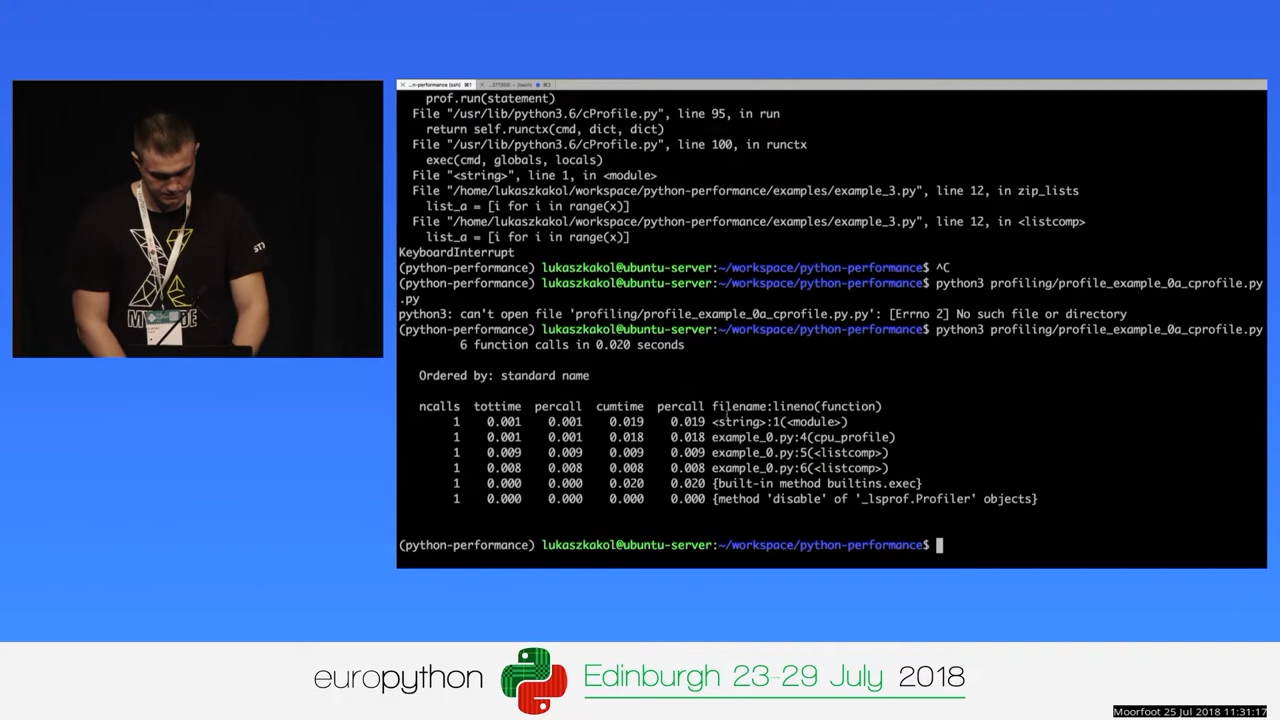 …n-performance (ssh) ⌘1
prof.run(statement)
File "/usr/lib/python3.6/cProfile.py", line 95, in run
return self.runctx(cmd, dict, dict)
File "/usr/lib/python3.6/cProfile.py", line 100, in runctx
exec(cmd, globals, locals)
File "<string>", line 1, in <module>
File "/home/lukaszkakol/workspace/python-performance/examples/example_3.py", line 12, in zip_lists
list_a = [i for i in range(x)]
File "/home/lukaszkakol/workspace/python-performance/examples/example_3.py", line 12, in <listcomp>
list_a = [i for i in range(x)]
KeyboardInterrupt
(python-performance) lukaszkakol@ubuntu-server:~/workspace/python-performance$ ^C
(python-performance) lukaszkakol@ubuntu-server:~/workspace/python-performance$ python3 profiling/profile_example_0a_cprofile.py
.py
python3: can't open file 'profiling/profile_example_0a_cprofile.py.py': [Errno 2] No such file or directory
(python-performance) lukaszkakol@ubuntu-server:~/workspace/python-performance$ python3 profiling/profile_example_0a_cprofile.py
6 function calls in 0.020 seconds
Ordered by: standard name
ncalls tottime percall cumtime percall filename:lineno(function)
1 0.001 0.001 0.019 0.019 <string>:1(<module>)
1 0.001 0.001 0.018 0.018 example_0.py:4(cpu_profile)
1 0.009 0.009 0.009 0.009 example_0.py:5(<listcomp>)
1 0.008 0.008 0.008 0.008 example_0.py:6(<listcomp>)
1 0.000 0.000 0.020 0.020 {built-in method builtins.exec}
1 0.000 0.000 0.000 0.000 {method 'disable' of '_lsprof.Profiler' objects}
(python-performance) lukaszkakol@ubuntu-server:~/workspace/python-performance$
europython Edinburgh 23-29 July 2018
Moorfoot 25 Jul 2018 11:31:17